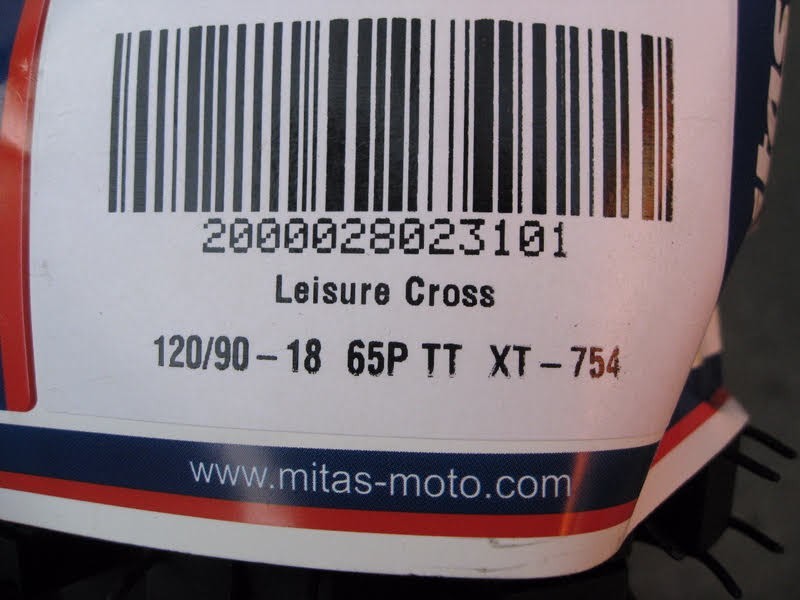 2000028023101
Leisure Cross
120/90-18 65P TT XT-754
www.mitas-moto.com